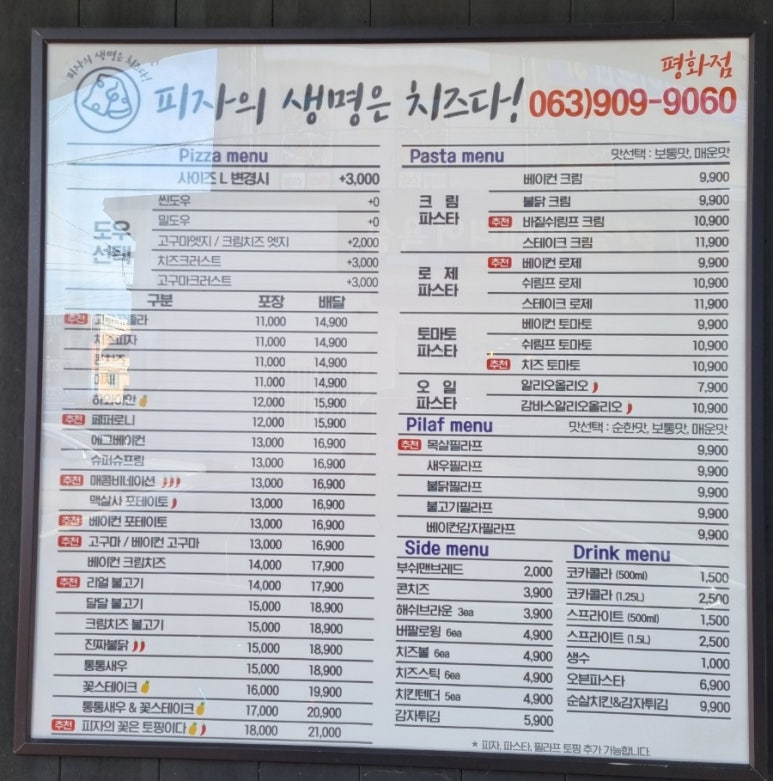 피자의 생명은 치즈다!
평화점
피자의 생명은 치즈다!
063)909-9060
Pizza menu
사이즈 L 변경시 +3,000
도우
선택
씬도우 +0
밀도우 +0
고구마엣지 / 크림치즈 엣지 +2,000
치즈크러스트 +3,000
고구마크러스트 +3,000
구분 포장 배달
추천 11,000 14,900
치즈피자 11,000 14,900
11,000 14,900
11,000 14,900
하와이안 12,000 15,900
추천 페퍼로니 12,000 15,900
에그베이컨 13,000 16,900
슈퍼슈프림 13,000 16,900
추천 매콤비네이션 13,000 16,900
맥살사 포테이토 13,000 16,900
추천 베이컨 포테이토 13,000 16,900
추천 고구마 / 베이컨 고구마 13,000 16,900
베이컨 크림치즈 14,000 17,900
추천 리얼 불고기 14,000 17,900
달달 불고기 15,000 18,900
크림치즈 불고기 15,000 18,900
진짜불닭 15,000 18,900
통통새우 15,000 18,900
꽃스테이크 16,000 19,900
통통새우 & 꽃스테이크 17,000 20,900
추천 피자의 꽃은 토핑이다 18,000 21,000
Pasta menu 맛선택 : 보통맛, 매운맛
크 림
파스타
베이컨 크림 9,900
불닭 크림 9,900
추천 바질쉬림프 크림 10,900
스테이크 크림 11,900
로 제
파스타
추천 베이컨 로제 9,900
쉬림프 로제 10,900
스테이크 로제 11,900
토마토
파스타
베이컨 토마토 9,900
쉬림프 토마토 10,900
추천 치즈 토마토 10,900
오 일
파스타
알리오올리오 7,900
감바스알리오올리오 10,900
Pilaf menu 맛선택 : 순한맛, 보통맛, 매운맛
추천 목살필라프 9,900
새우필라프 9,900
불닭필라프 9,900
불고기필라프 9,900
베이컨감자필라프 9,900
Side menu
부쉬맨브레드 2,000
콘치즈 3,900
해쉬브라운 3ea 3,900
버팔로윙 6ea 4,900
치즈볼 6ea 4,900
치즈스틱 6ea 4,900
치킨텐더 5ea 4,900
감자튀김 5,900
Drink menu
코카콜라 (500ml) 1,500
코카콜라 (1.25L) 2,500
스프라이트 (500ml) 1,500
스프라이트 (1.5L) 2,500
생수 1,000
오븐파스타 6,900
순살치킨&감자튀김 9,900
* 피자, 파스타, 필라프 토핑 추가 가능합니다.